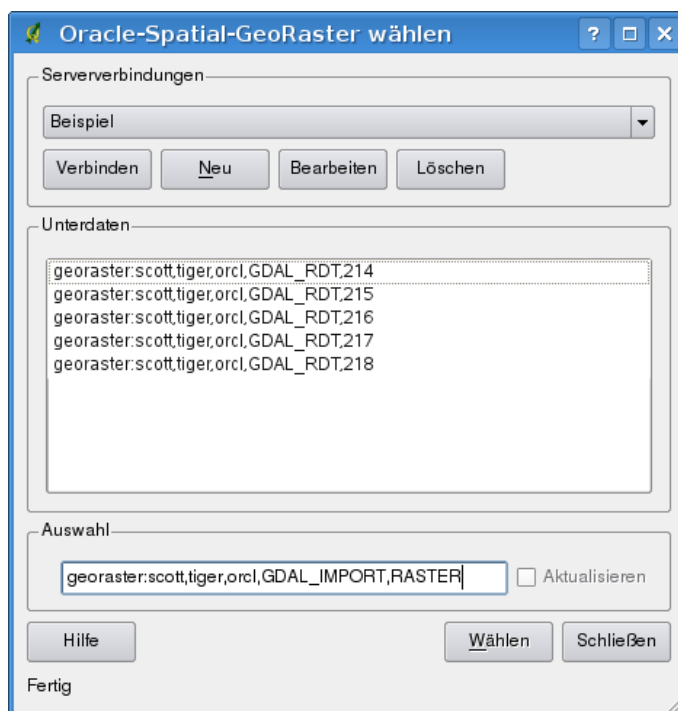 Oracle-Spatial-GeoRaster wählen ?
Serververbindungen
Beispiel
Verbinden Neu Bearbeiten Löschen
Unterdaten
georaster:scott,tiger,orcl,GDAL_RDT,214
georaster:scott,tiger,orcl,GDAL_RDT,215
georaster:scott,tiger,orcl,GDAL_RDT,216
georaster:scott,tiger,orcl,GDAL_RDT,217
georaster:scott,tiger,orcl,GDAL_RDT,218
Auswahl
georaster:scott,tiger,orcl,GDAL_IMPORT,RASTER Aktualisieren
Hilfe Wählen Schließen
Fertig